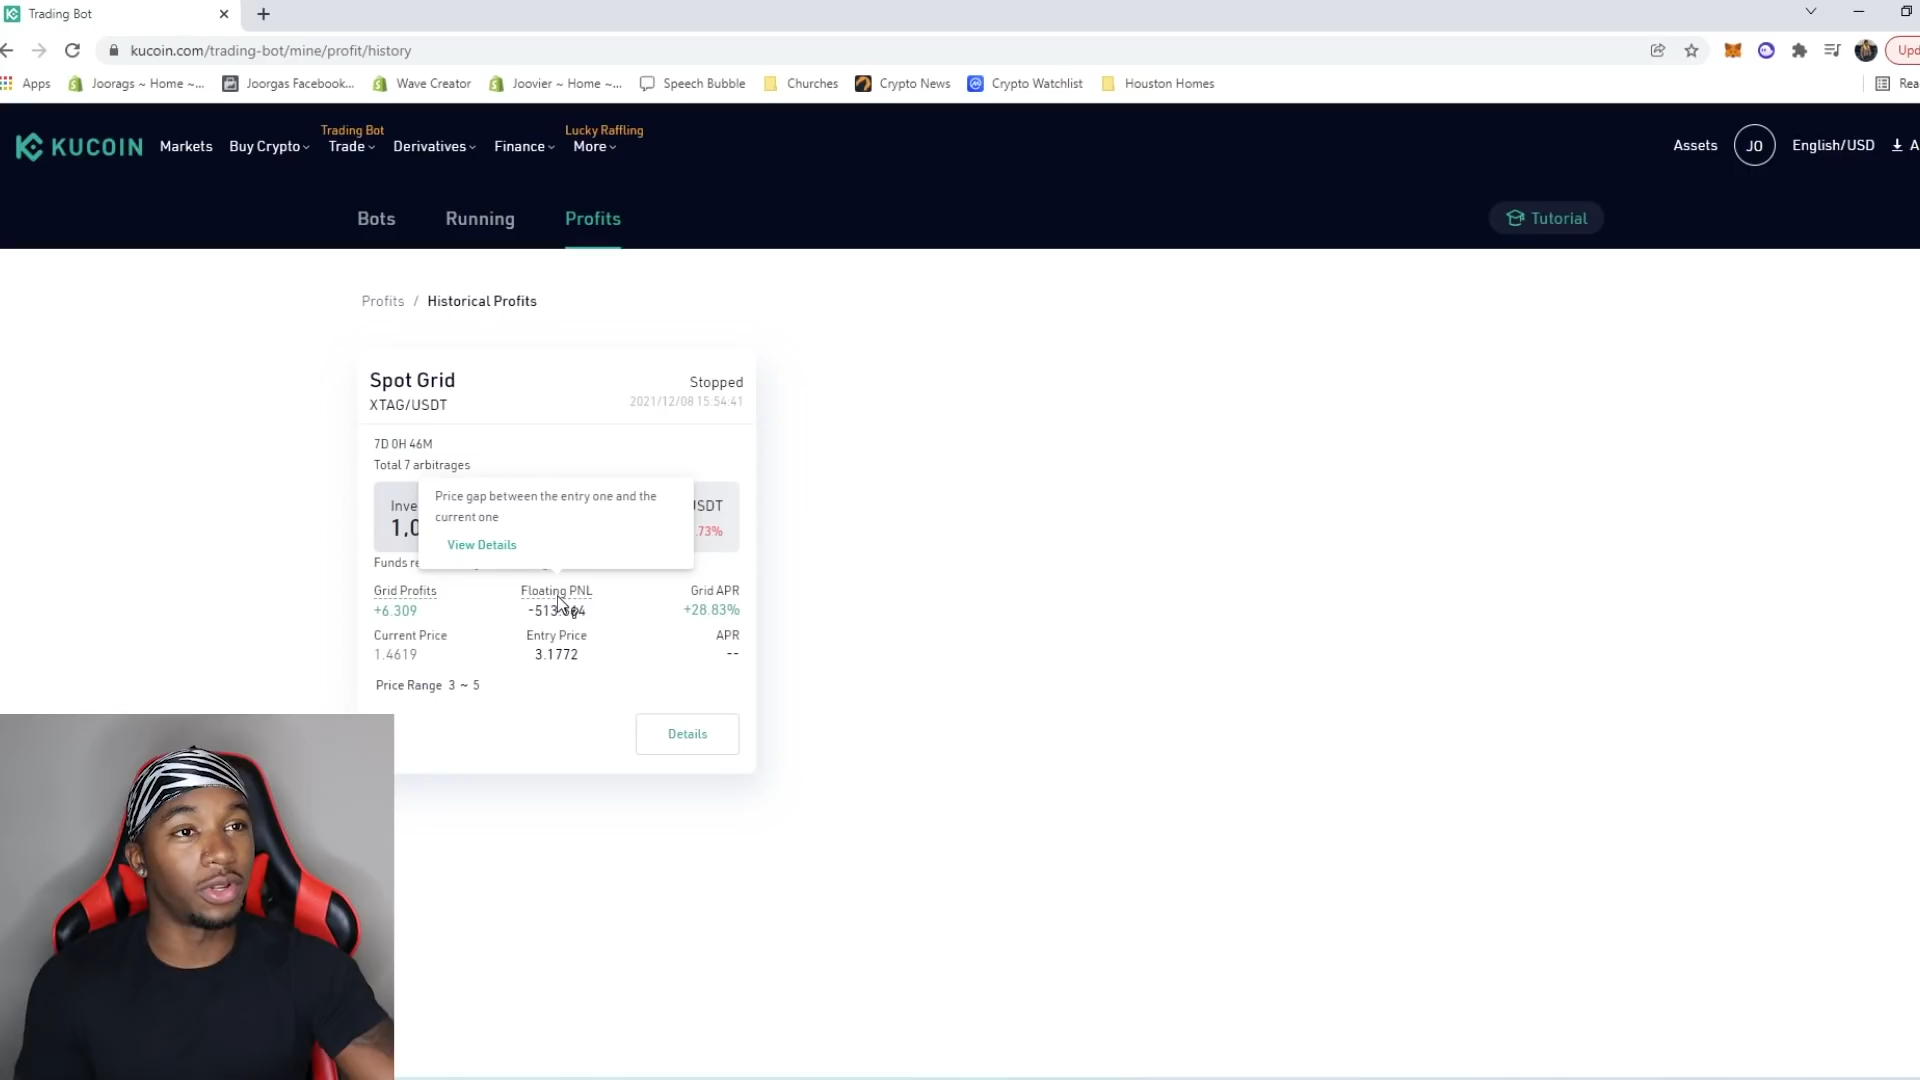 Trading Bot
kucoin.com/trading-bot/mine/profit/history
Apps Joorags ~ Home ~... Joorgas Facebook... Wave Creator Joovier ~ Home ~... Speech Bubble Churches Crypto News Crypto Watchlist Houston Homes
KUCOIN Markets Buy Crypto Trading Bot Trade Derivatives Finance Lucky Raffling More Assets JO English/USD
Bots Running Profits Tutorial
Profits / Historical Profits
Spot Grid Stopped
XTAG/USDT 2021/12/08 15:54:41
7D 0H 46M
Total 7 arbitrages
Price gap between the entry one and the
current one
View Details
Grid Profits Floating PNL Grid APR
+6.309 +28.83%
Current Price Entry Price APR
1.4619 3.1772 --
Price Range 3 ~ 5
Details